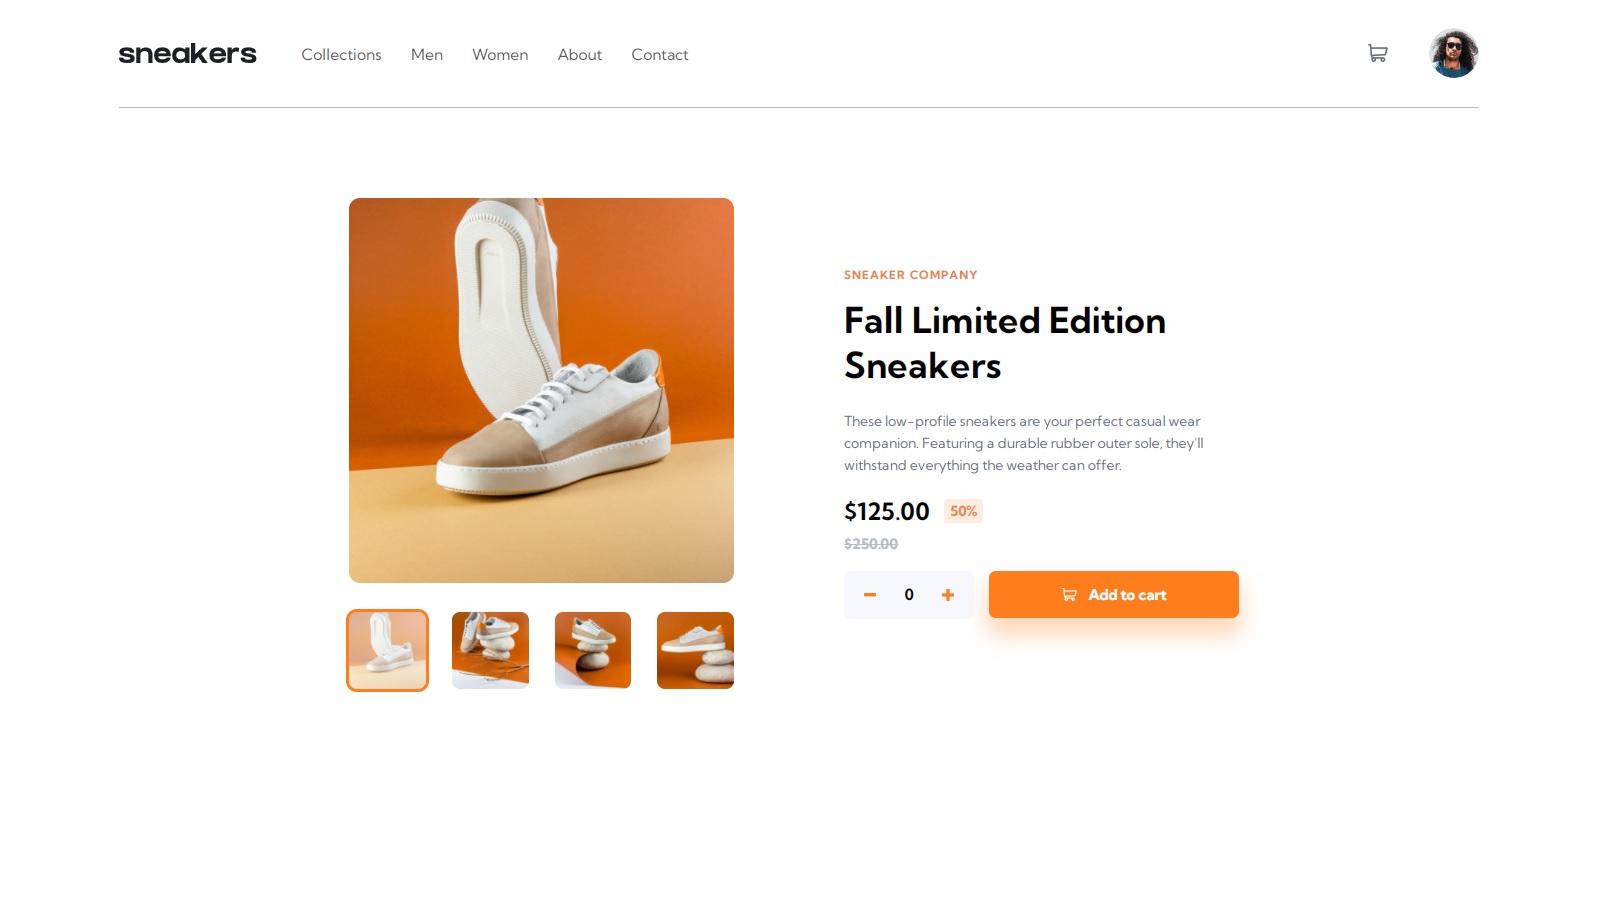 sneakers
Collections Men Women About Contact
SNEAKER COMPANY
Fall Limited Edition
Sneakers
These low-profile sneakers are your perfect casual wear
companion. Featuring a durable rubber outer sole, they'll
withstand everything the weather can offer.
$125.00 50%
$250.00
0 Add to cart